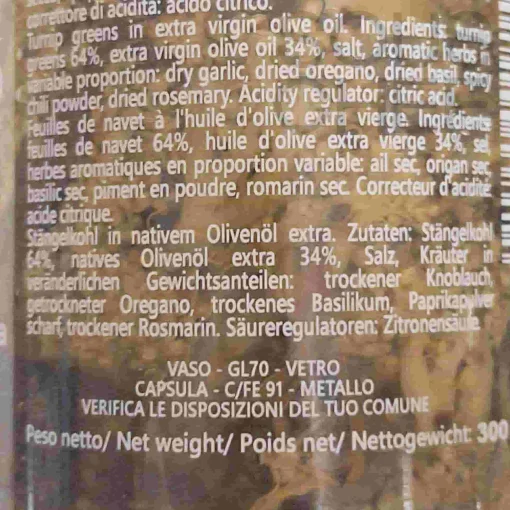 correttore di acidità: acido citrico.
Turnip greens in extra virgin olive oil. Ingredients: turnip
greens 64%, extra virgin olive oil 34%, salt, aromatic herbs in
variable proportion: dry garlic, dried oregano, dried basil, spicy
chili powder, dried rosemary. Acidity regulator: citric acid.
Feuilles de navet à l'huile d'olive extra vierge. Ingrédients:
feuilles de navet 64%, huile d'olive extra vierge 34%, sel,
herbes aromatiques en proportion variable: ail sec, origan sec,
basilic sec, piment en poudre, romarin sec. Correcteur d'acidité:
acide citrique.
Stängelkohl in nativem Olivenöl extra. Zutaten: Stängelkohl
64%, natives Olivenöl extra 34%, Salz, Kräuter in
veränderlichen Gewichtsanteilen: trockener Knoblauch,
getrockneter Oregano, trockenes Basilikum, Paprikapulver
scharf, trockener Rosmarin. Säureregulatoren: Zitronensäule.
VASO - GL70 - VETRO
CAPSULA - C/FE 91 - METALLO
VERIFICA LE DISPOSIZIONI DEL TUO COMUNE
Peso netto/ Net weight/ Poids net/ Nettogewicht: 300